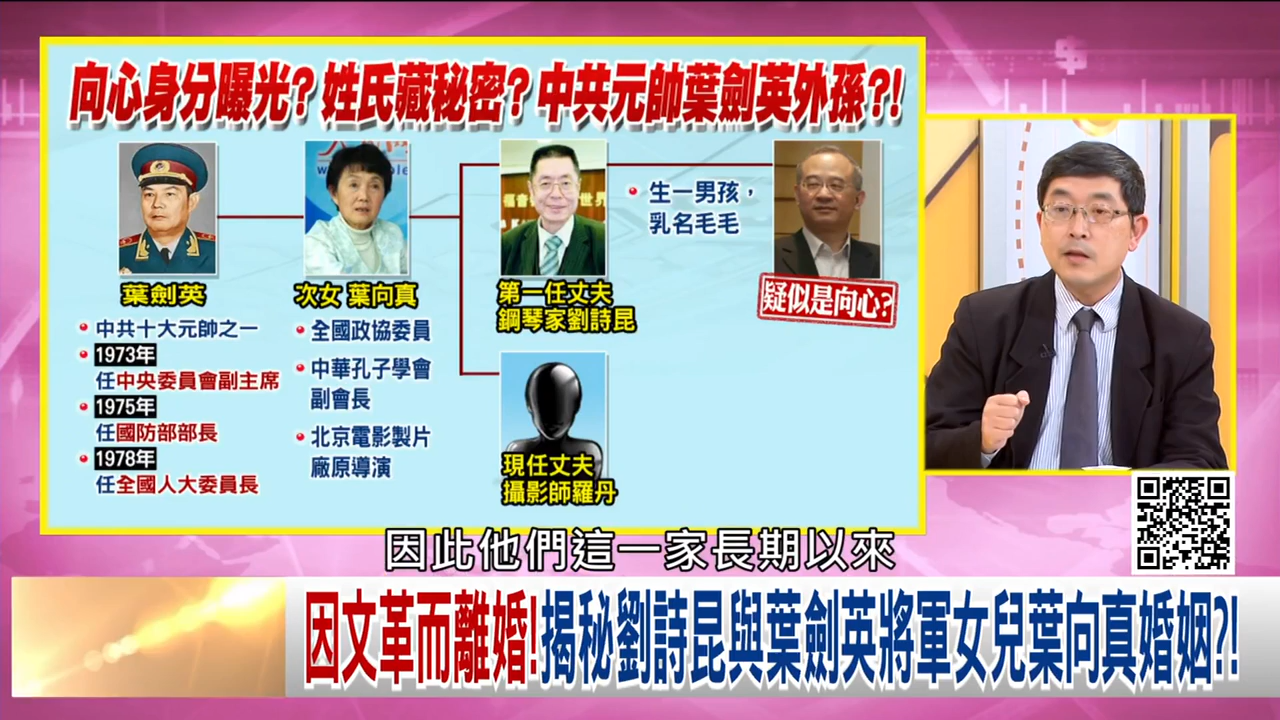 向心身分曝光?姓氏藏秘密?中共元帥葉劍英外孫?!
葉劍英
• 中共十大元帥之一
• 1973年
任中央委員會副主席
• 1975年
任國防部部長
• 1978年
任全國人大委員長
次女 葉向真
• 全國政協委員
• 中華孔子學會
副會長
• 北京電影製片
廠原導演
第一任丈夫
鋼琴家劉詩昆
現任丈夫
攝影師羅丹
• 生一男孩,
乳名毛毛
疑似是向心?
因此他們這一家長期以來
因文革而離婚!揭秘劉詩昆與葉劍英將軍女兒葉向真婚姻?!